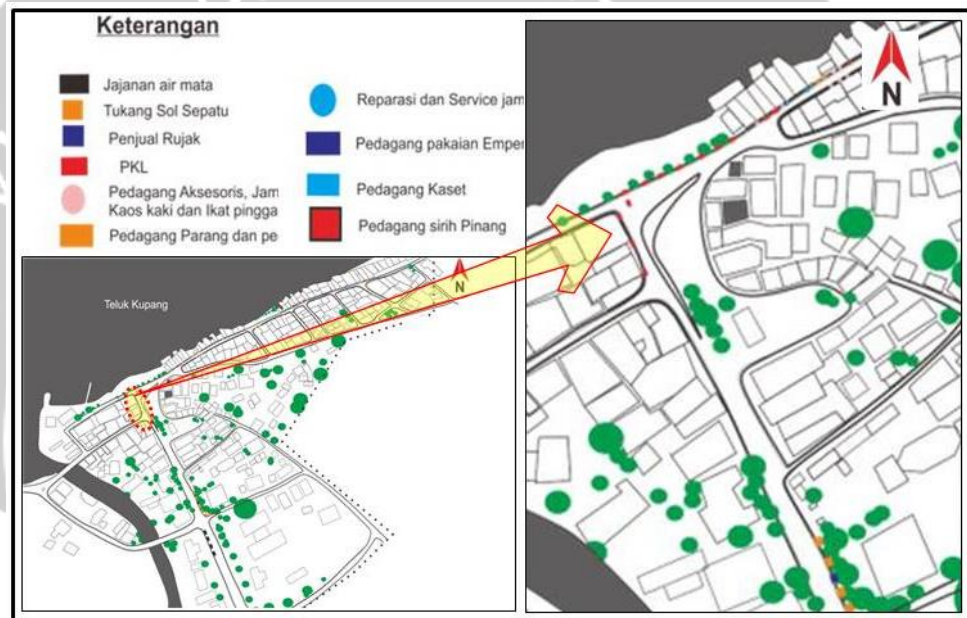 Keterangan
Jajanan air mata
Tukang Sol Sepatu
Penjual Rujak
PKL
Pedagang Aksesoris, Jam
Kaos kaki dan Ikat pingga
Pedagang Parang dan pe
Reparasi dan Service jam
Pedagang pakaian Emper
Pedagang Kaset
Pedagang sirih Pinang
N
Teluk Kupang
N